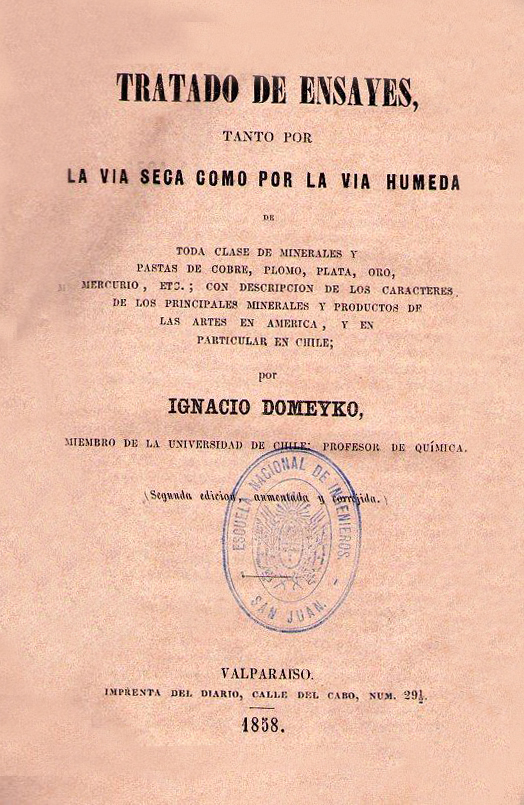 TRATADO DE ENSAYES,
TANTO POR
LA VIA SECA COMO POR LA VIA HUMEDA
DE
TODA CLASE DE MINERALES Y
PASTAS DE COBRE, PLOMO, PLATA, ORO,
MERCURIO, ETC.; CON DESCRIPCION DE LOS CARACTERES
DE LOS PRINCIPALES MINERALES Y PRODUCTOS DE
LAS ARTES EN AMERICA, Y EN
PARTICULAR EN CHILE;
por
IGNACIO DOMEYKO,
MIEMBRO DE LA UNIVERSIDAD DE CHILE: PROFESOR DE QUÍMICA.
(Segunda edicion, aumentada y correjida.)
ESCUELA NACIONAL DE INGENIEROS
SAN JUAN.
VALPARAISO.
IMPRENTA DEL DIARIO, CALLE DEL CABO, NUM. 29½.
1858.